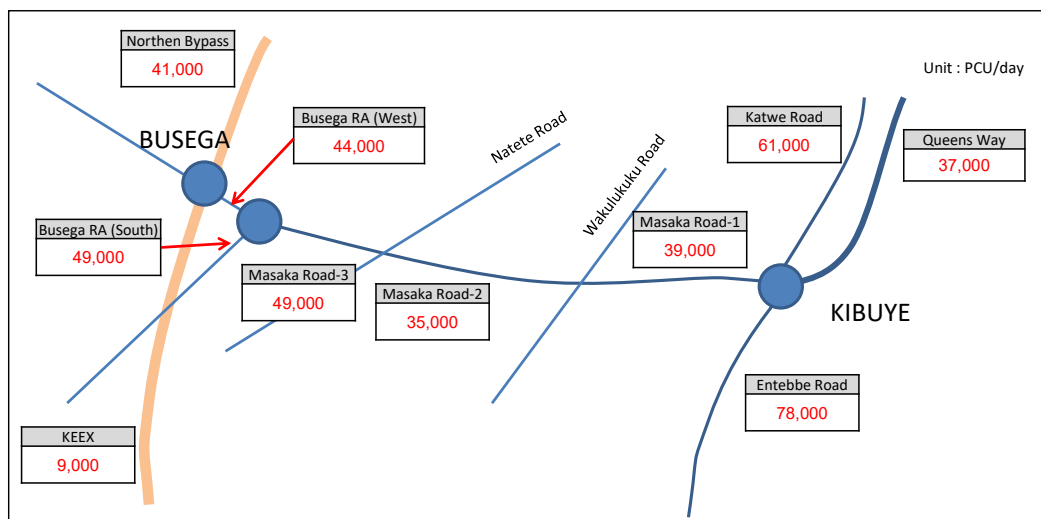 Northen Bypass
41,000
Unit : PCU/day
Busega RA (West)
44,000
Katwe Road
61,000
Queens Way
37,000
BUSEGA
Natete Road
Wakulukuku Road
Busega RA (South)
49,000
Masaka Road-1
39,000
Masaka Road-3
49,000
Masaka Road-2
35,000
KIBUYE
Entebbe Road
78,000
KEEX
9,000